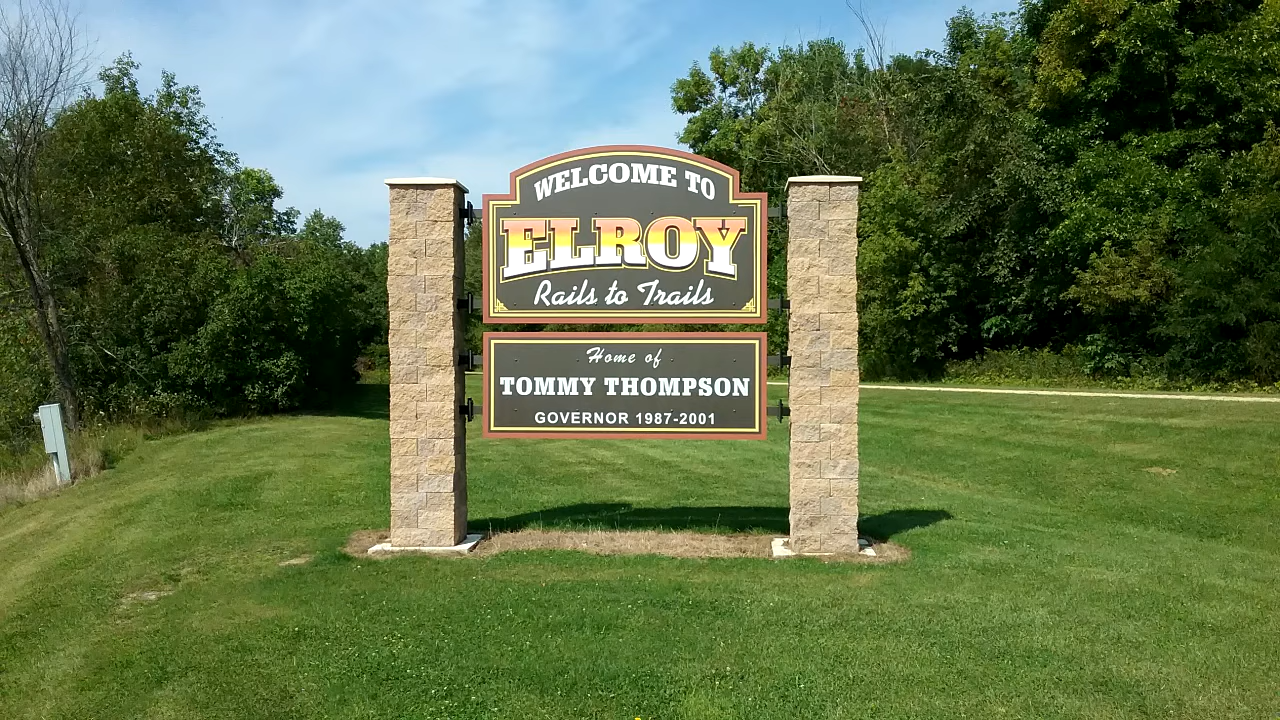 WELCOME TO
ELROY
Rails to Trails
Home of
TOMMY THOMPSON
GOVERNOR 1987-2001